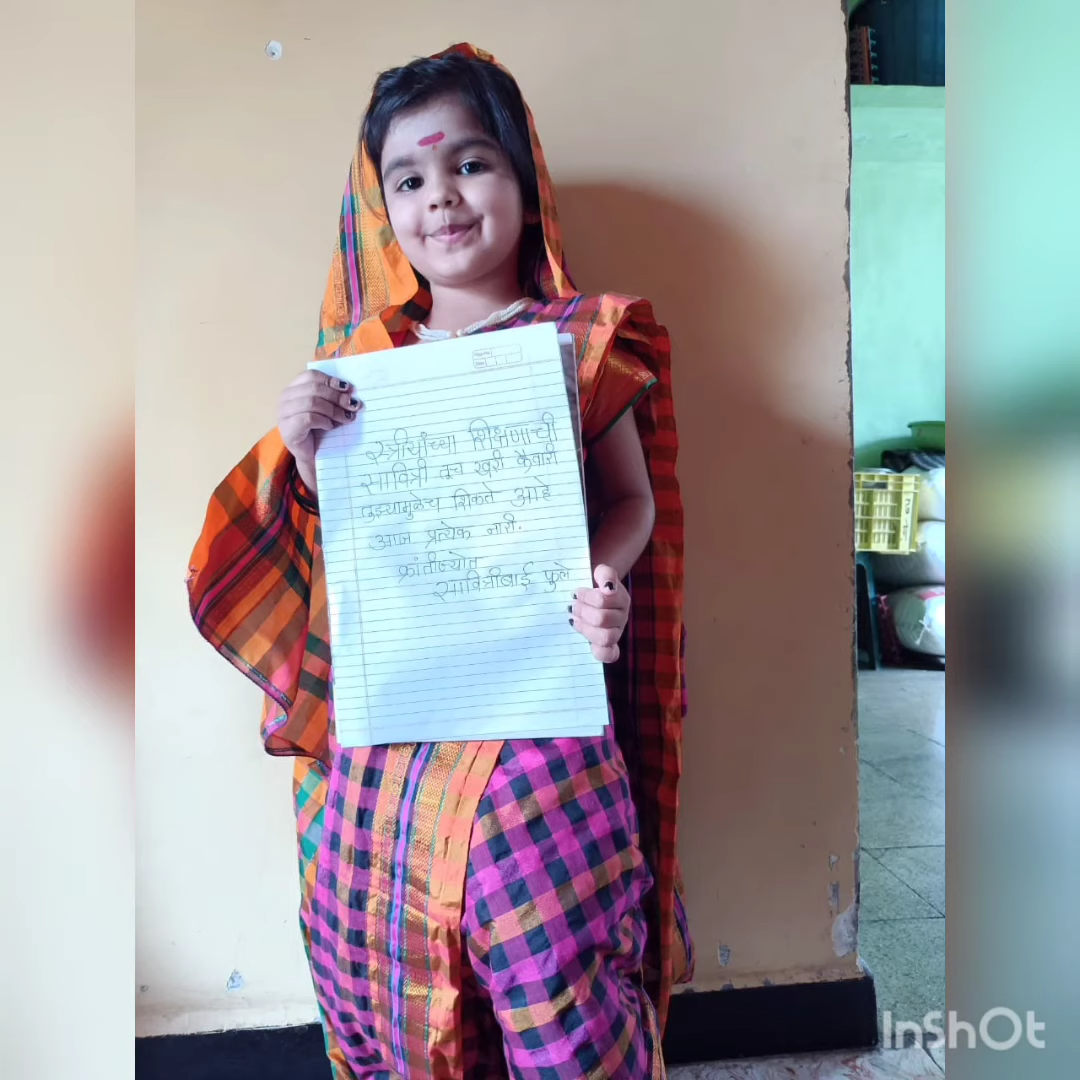 स्त्रीयांच्या शिक्षणाची
सावित्री तूच खरी कैवारी
तुझ्यामुळेच शिकते आहे
आज प्रत्येक नारी.
क्रांतीज्योत
सावित्रीबाई फुले
InShOt